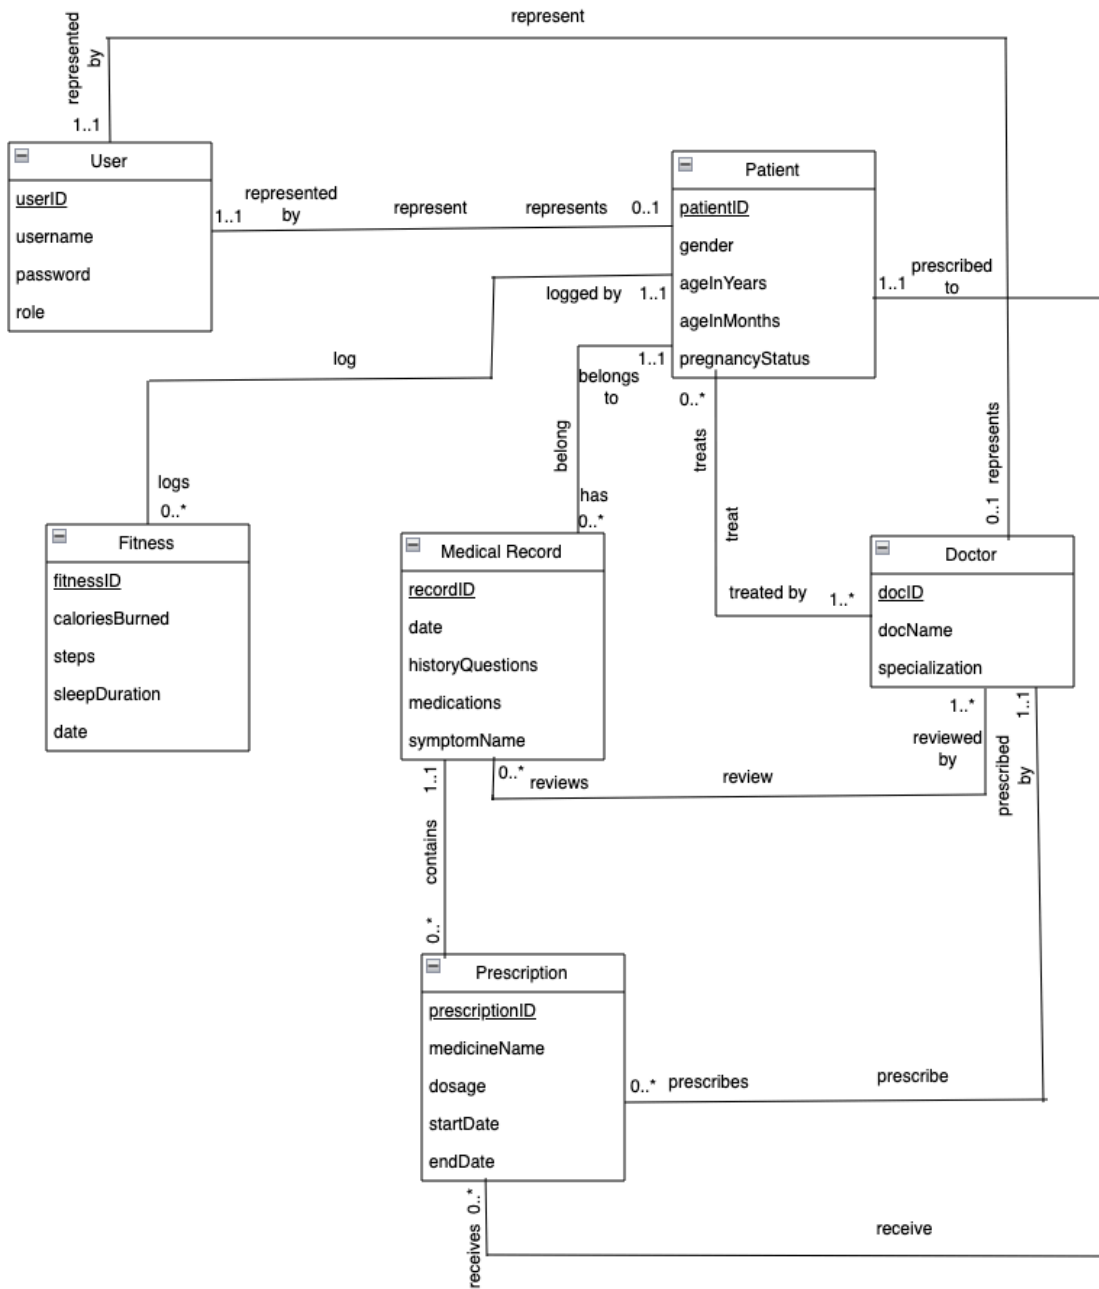 represent
represented
by
1..1
User
userID
username
password
role
represented
by
1..1
represent
represents
0..1
Patient
patientID
gender
ageInYears
ageInMonths
pregnancyStatus
prescribed
to
1..1
logged by
1..1
log
logs
0..*
belongs
to
1..1
belong
has
0..*
0..*
treats
treat
treated by
1..*
0..1 represents
Fitness
fitnessID
caloriesBurned
steps
sleepDuration
date
Medical Record
recordID
date
historyQuestions
medications
symptomName
Doctor
docID
docName
specialization
1..*
reviewed
by
1..1
prescribed
by
0..*
reviews
review
1..1
contains
0..*
Prescription
prescriptionID
medicineName
dosage
startDate
endDate
0..*
prescribes
prescribe
receives 0..*
receive